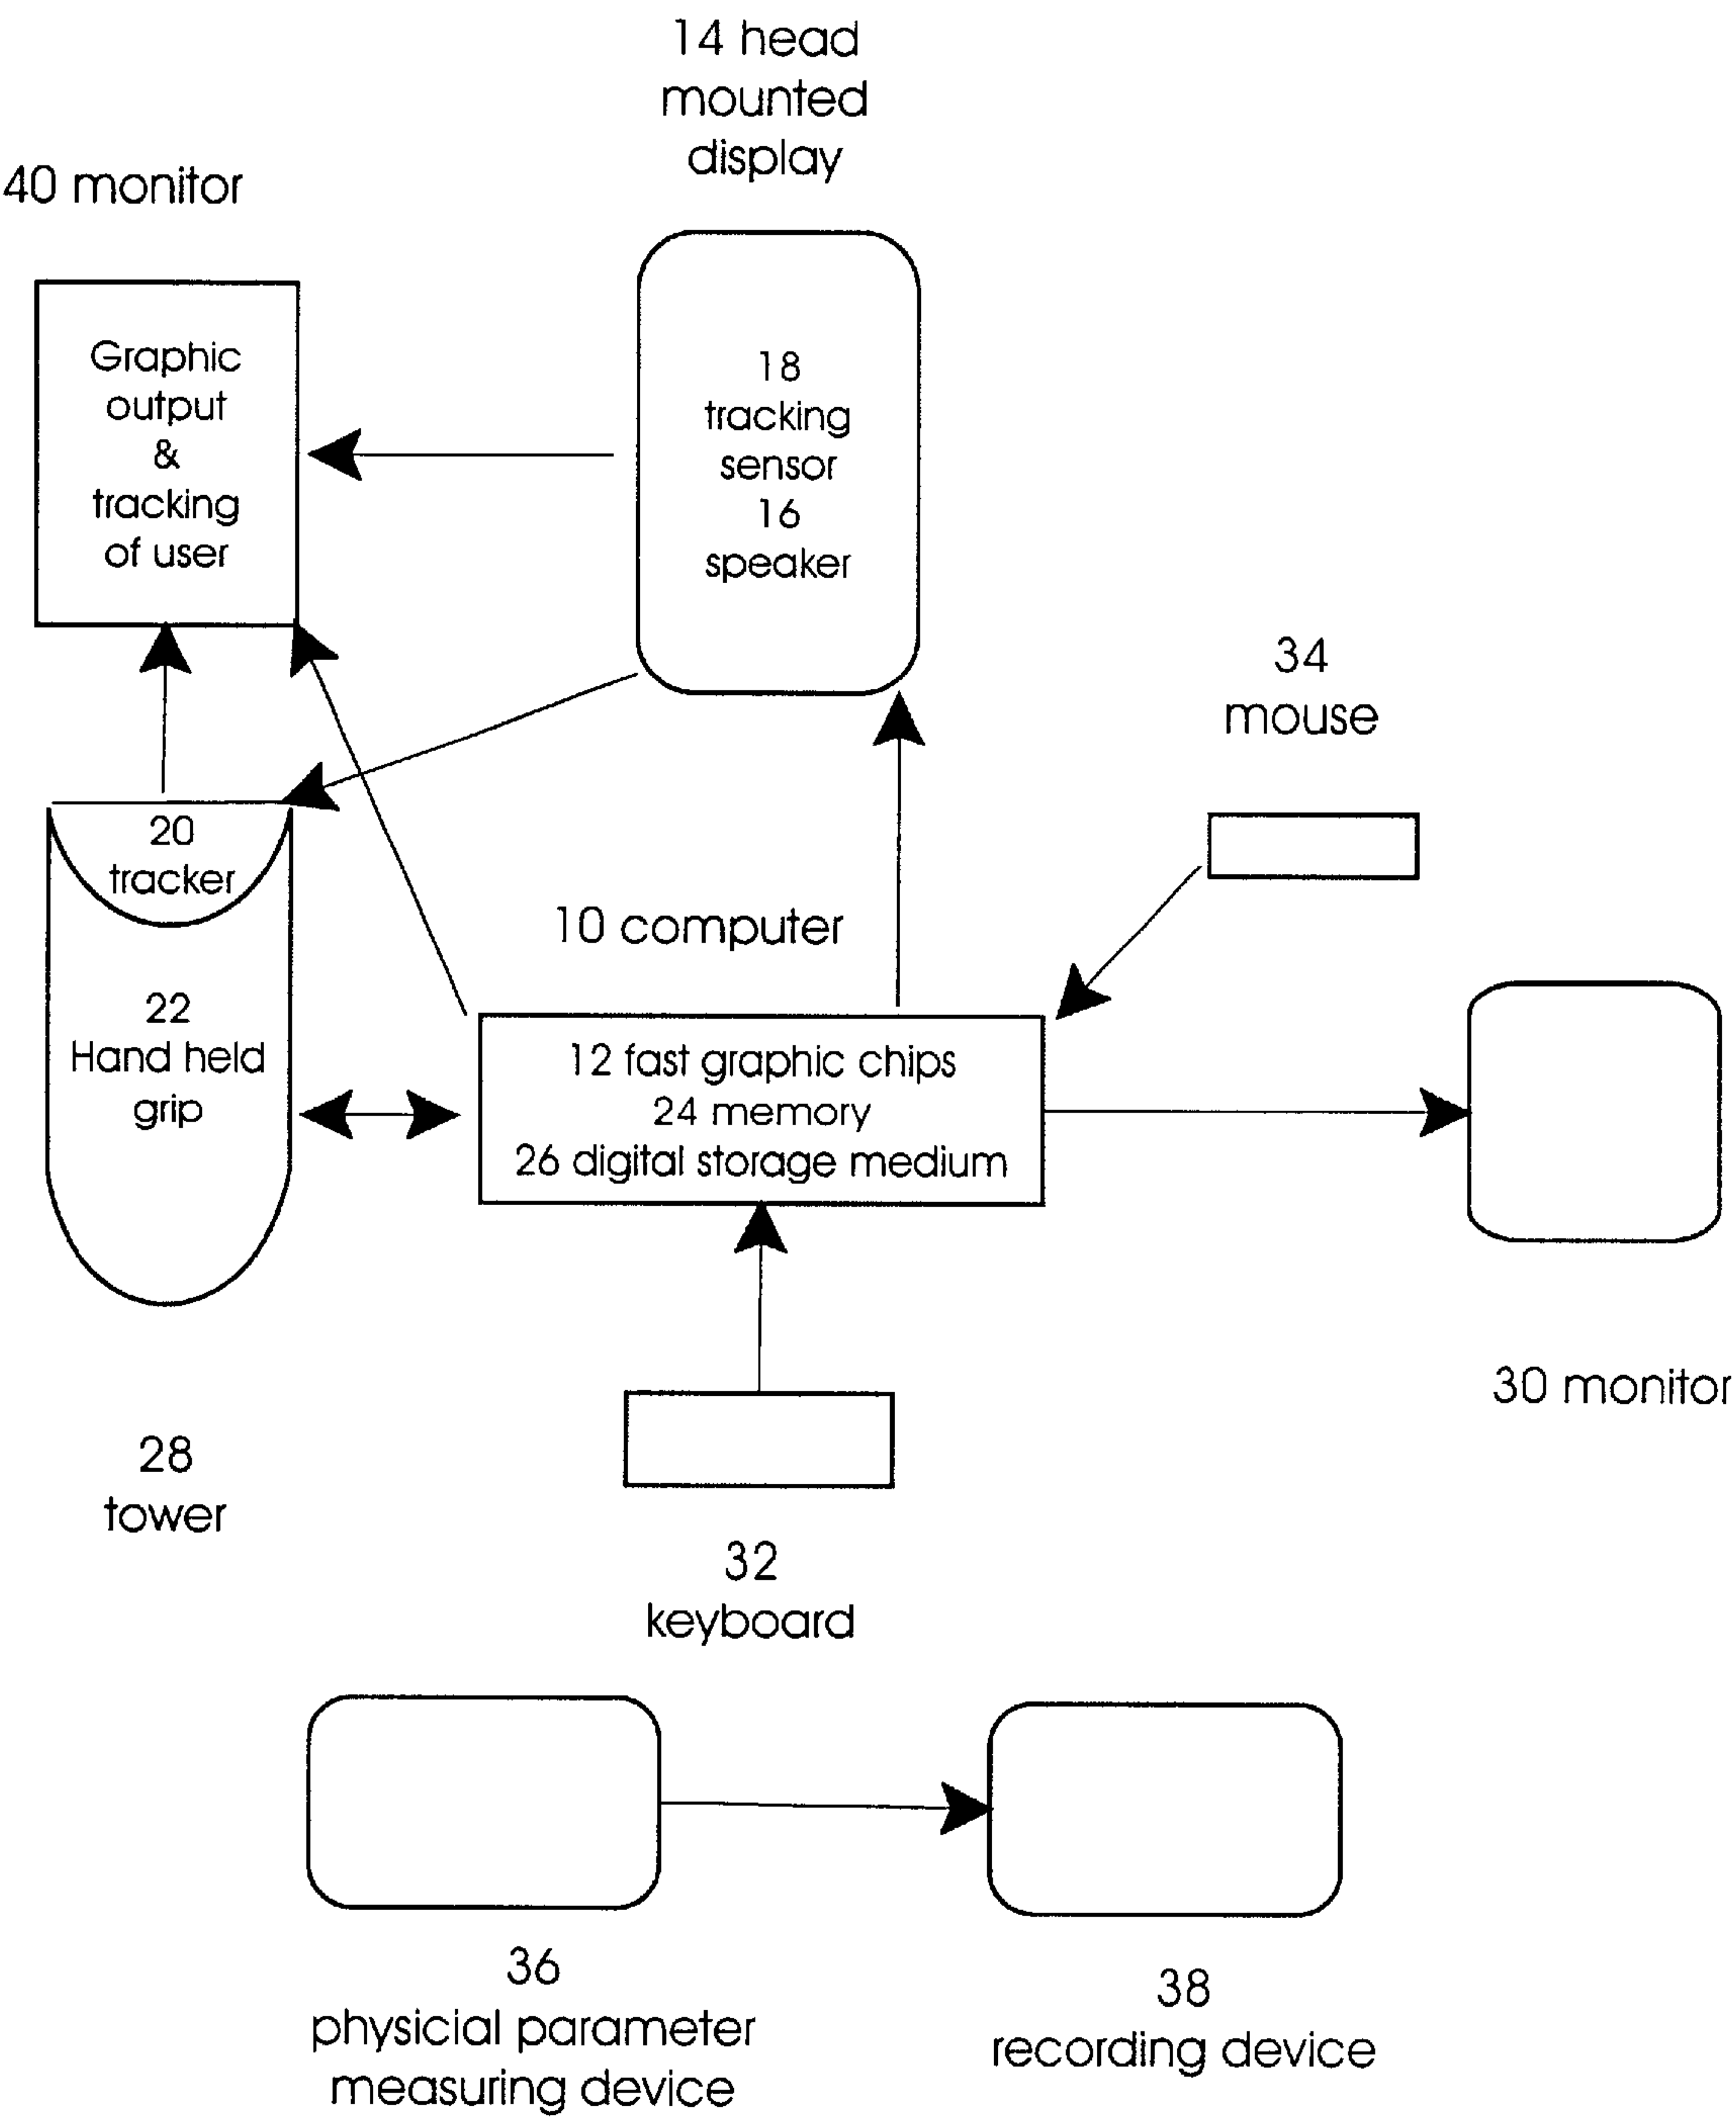 14 head
mounted
display
40 monitor
Graphic
output
&
tracking
of user
18
tracking
sensor
16
speaker
34
mouse
20
tracker
10 computer
22
Hand held
grip
12 fast graphic chips
24 memory
26 digital storage medium
30 monitor
28
tower
32
keyboard
36
physicial parameter
measuring device
38
recording device